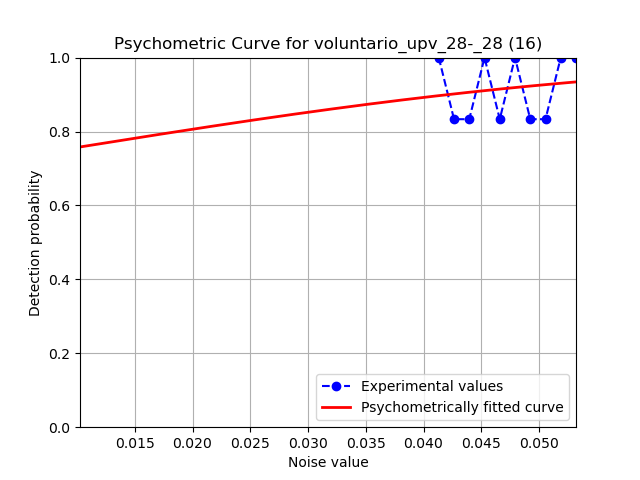 Psychometric Curve for voluntario_upv_28-_28 (16)
Detection probability
1.0
0.8
0.6
0.4
0.2
0.0
Experimental values
Psychometrically fitted curve
0.015 0.020 0.025 0.030 0.035 0.040 0.045 0.050
Noise value